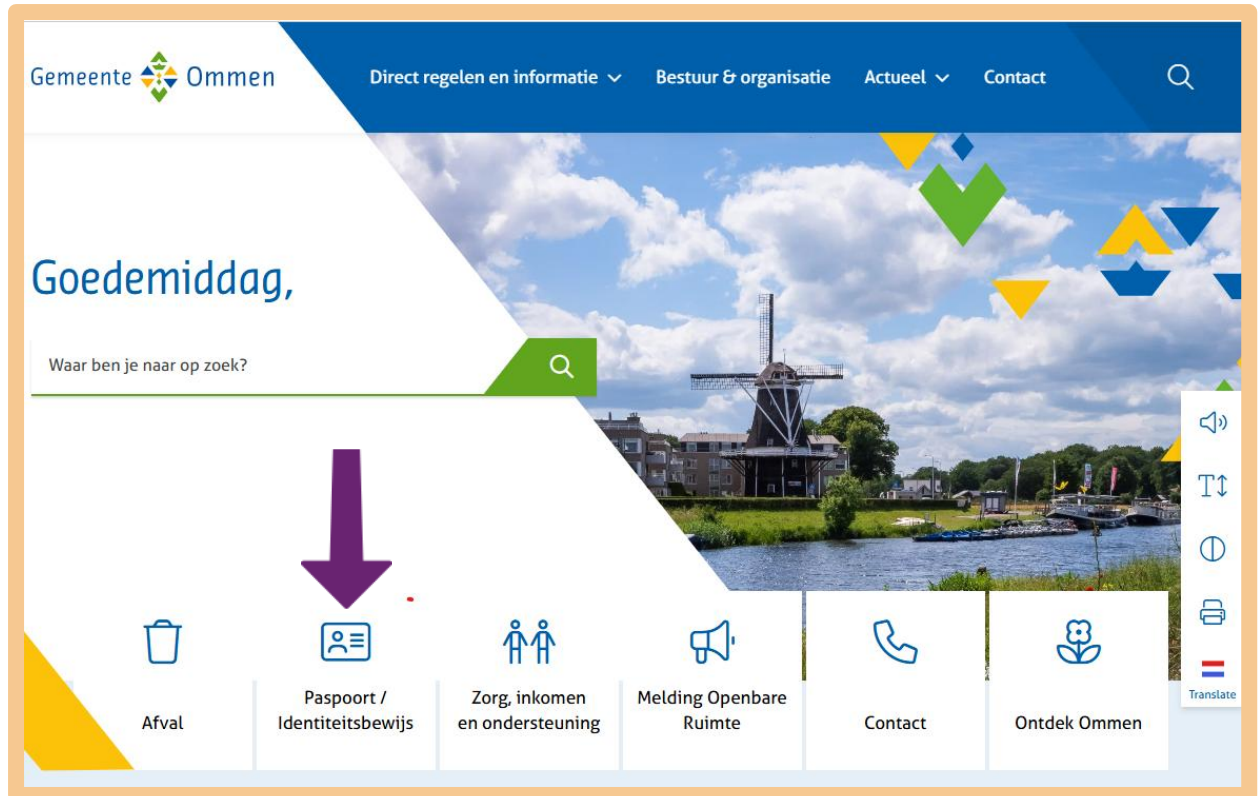 Gemeente Ommen
Direct regelen en informatie
Bestuur & organisatie
Actueel
Contact
Goedemiddag,
Waar ben je naar op zoek?
Translate
Afval
Paspoort /
Identiteitsbewijs
Zorg, inkomen
en ondersteuning
Melding Openbare
Ruimte
Contact
Ontdek Ommen